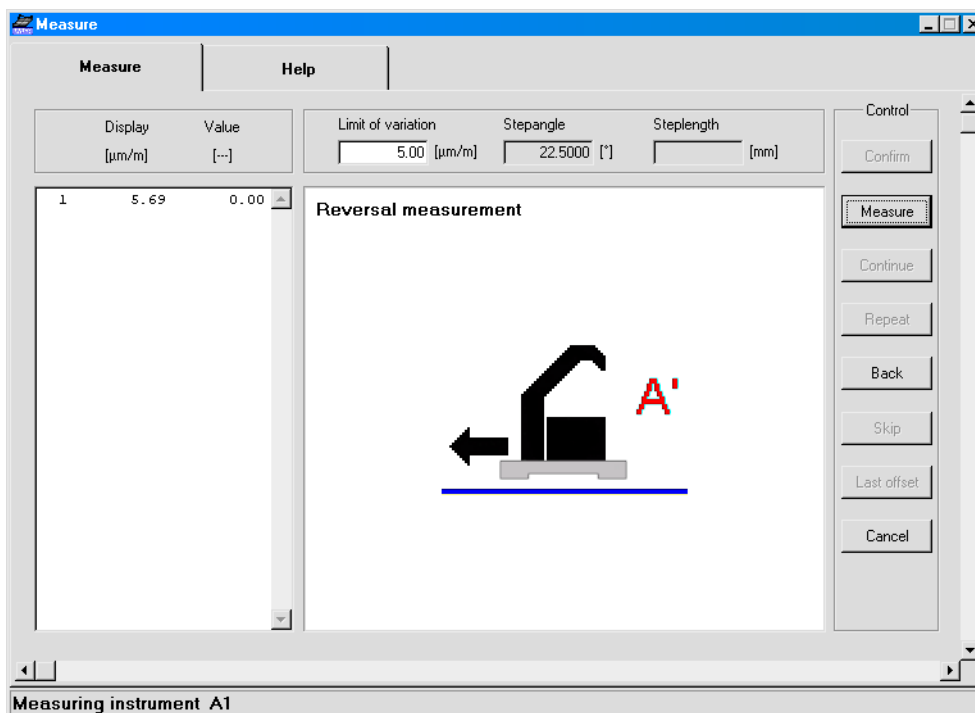 Measure
Measure Help
Display Value
[µm/m] [---]
Limit of variation Stepangle Steplength
5.00 [µm/m] 22.5000 [°] [mm]
1 5.69 0.00
Reversal measurement
A'
Control
Confirm
Measure
Continue
Repeat
Back
Skip
Last offset
Cancel
Measuring instrument A1